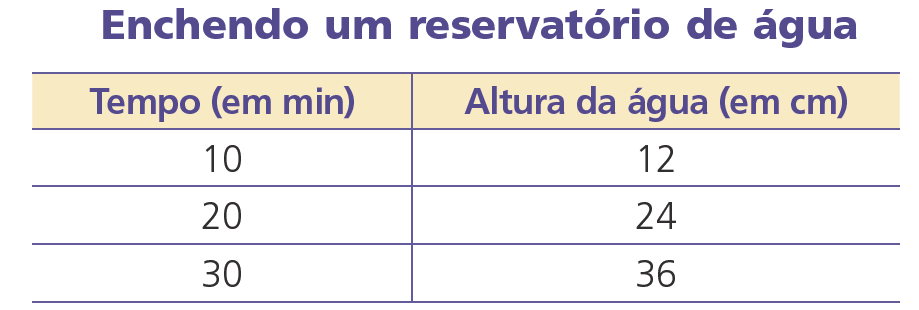 Enchendo um reservatório de água
Tempo (em min) Altura da água (em cm)
10 12
20 24
30 36